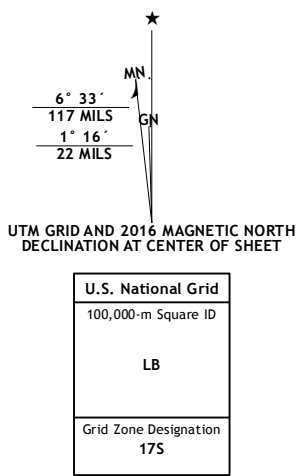 ★
MN
6° 33´
117 MILS
GN
1° 16´
22 MILS
UTM GRID AND 2016 MAGNETIC NORTH
DECLINATION AT CENTER OF SHEET
U.S. National Grid
100,000-m Square ID
LB
Grid Zone Designation
17S